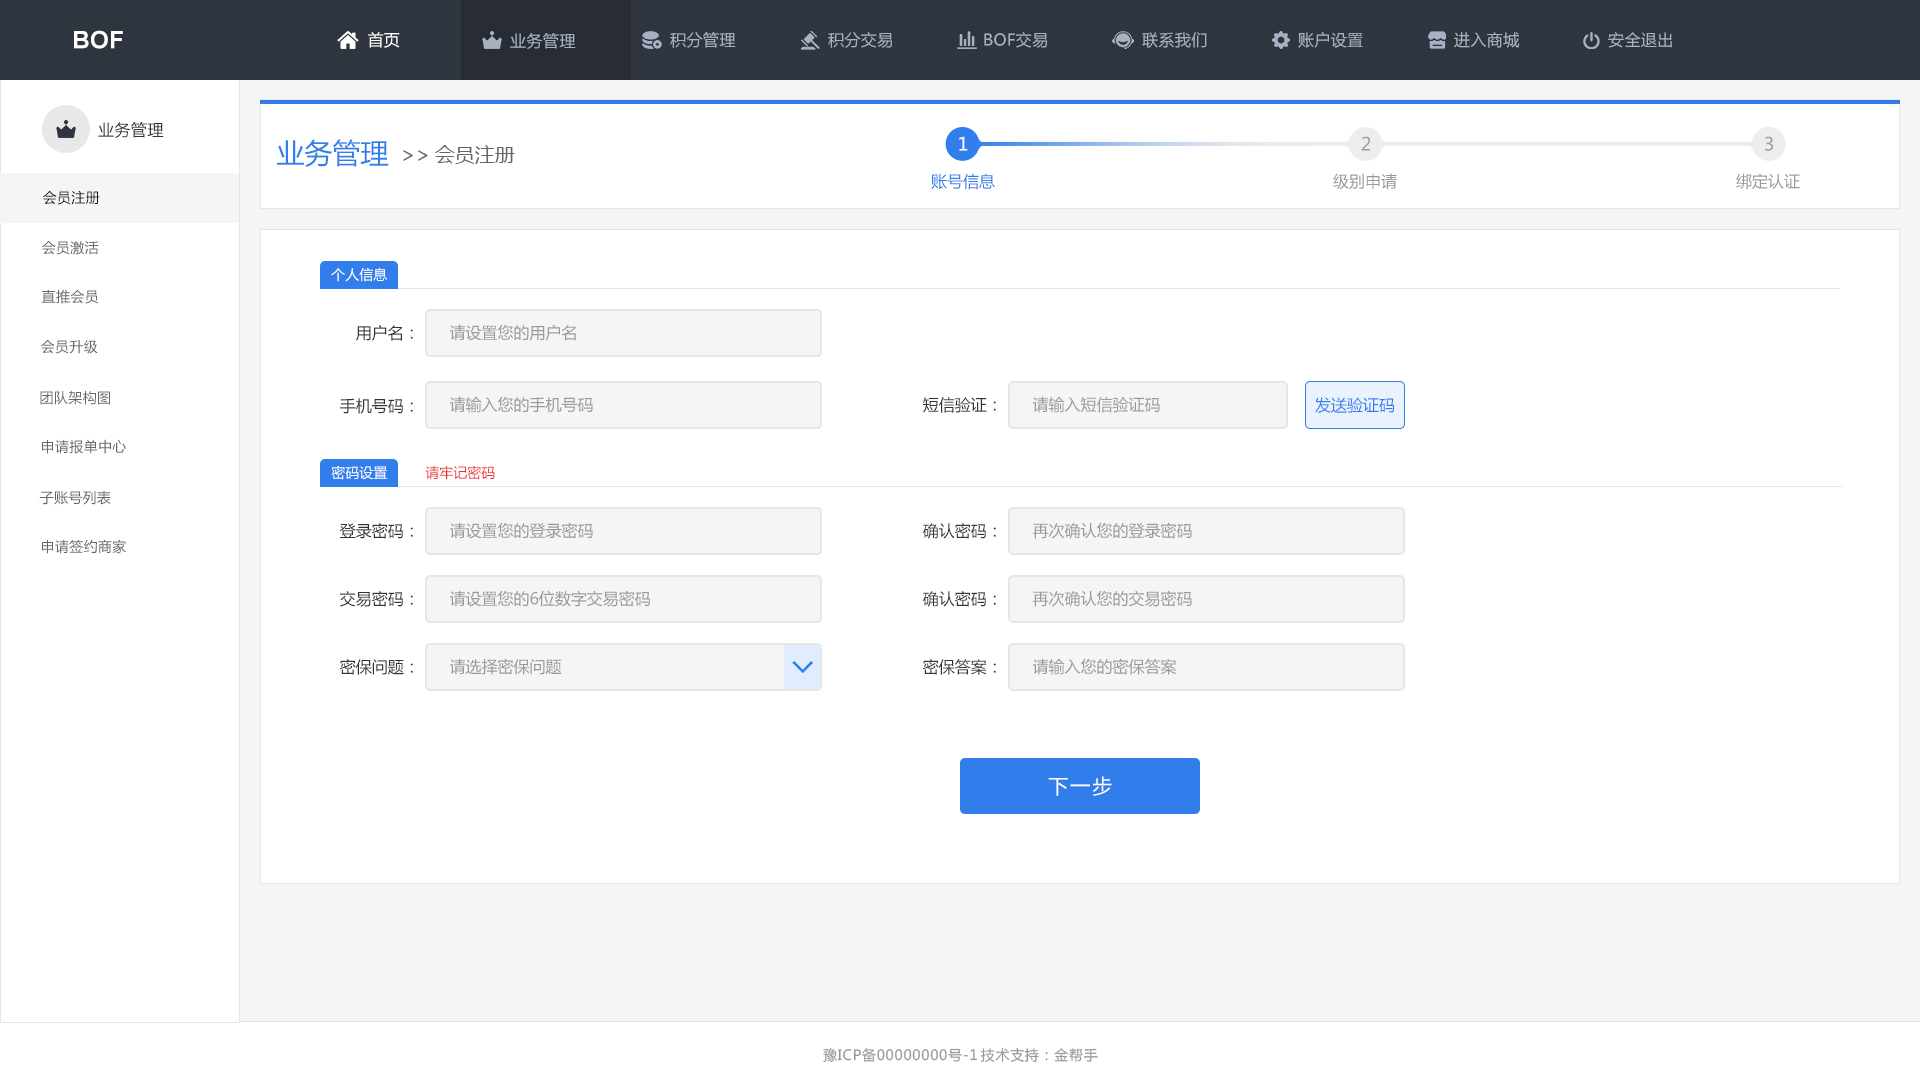 BOF 首页 业务管理 积分管理 积分交易 BOF交易 联系我们 账户设置 进入商城 安全退出
业务管理
会员注册
会员激活
直推会员
会员升级
团队架构图
申请报单中心
子账号列表
申请签约商家
业务管理 >> 会员注册
1 2 3
账号信息 级别申请 绑定认证
个人信息
用户名： 请设置您的用户名
手机号码： 请输入您的手机号码 短信验证： 请输入短信验证码 发送验证码
密码设置 请牢记密码
登录密码： 请设置您的登录密码 确认密码： 再次确认您的登录密码
交易密码： 请设置您的6位数字交易密码 确认密码： 再次确认您的交易密码
密保问题： 请选择密保问题 密保答案： 请输入您的密保答案
下一步
豫ICP备00000000号-1 技术支持：金帮手